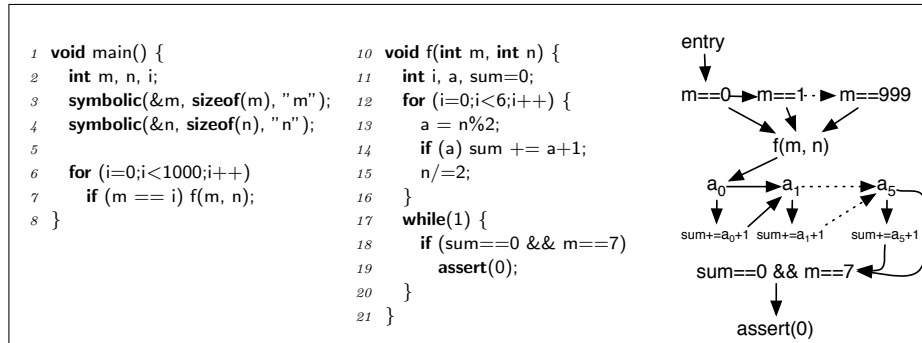 1 void main() {
2 int m, n, i;
3 symbolic(&m, sizeof(m), "m");
4 symbolic(&n, sizeof(n), "n");
5
6 for (i=0;i<1000;i++)
7 if (m == i) f(m, n);
8 }
10 void f(int m, int n) {
11 int i, a, sum=0;
12 for (i=0;i<6;i++) {
13 a = n%2;
14 if (a) sum += a+1;
15 n/=2;
16 }
17 while(1) {
18 if (sum==0 && m==7)
19 assert(0);
20 }
21 }
entry
m==0 m==1 m==999
f(m, n)
a0 a1 a5
sum+=a0+1 sum+=a1+1 sum+=a5+1
sum==0 && m==7
assert(0)